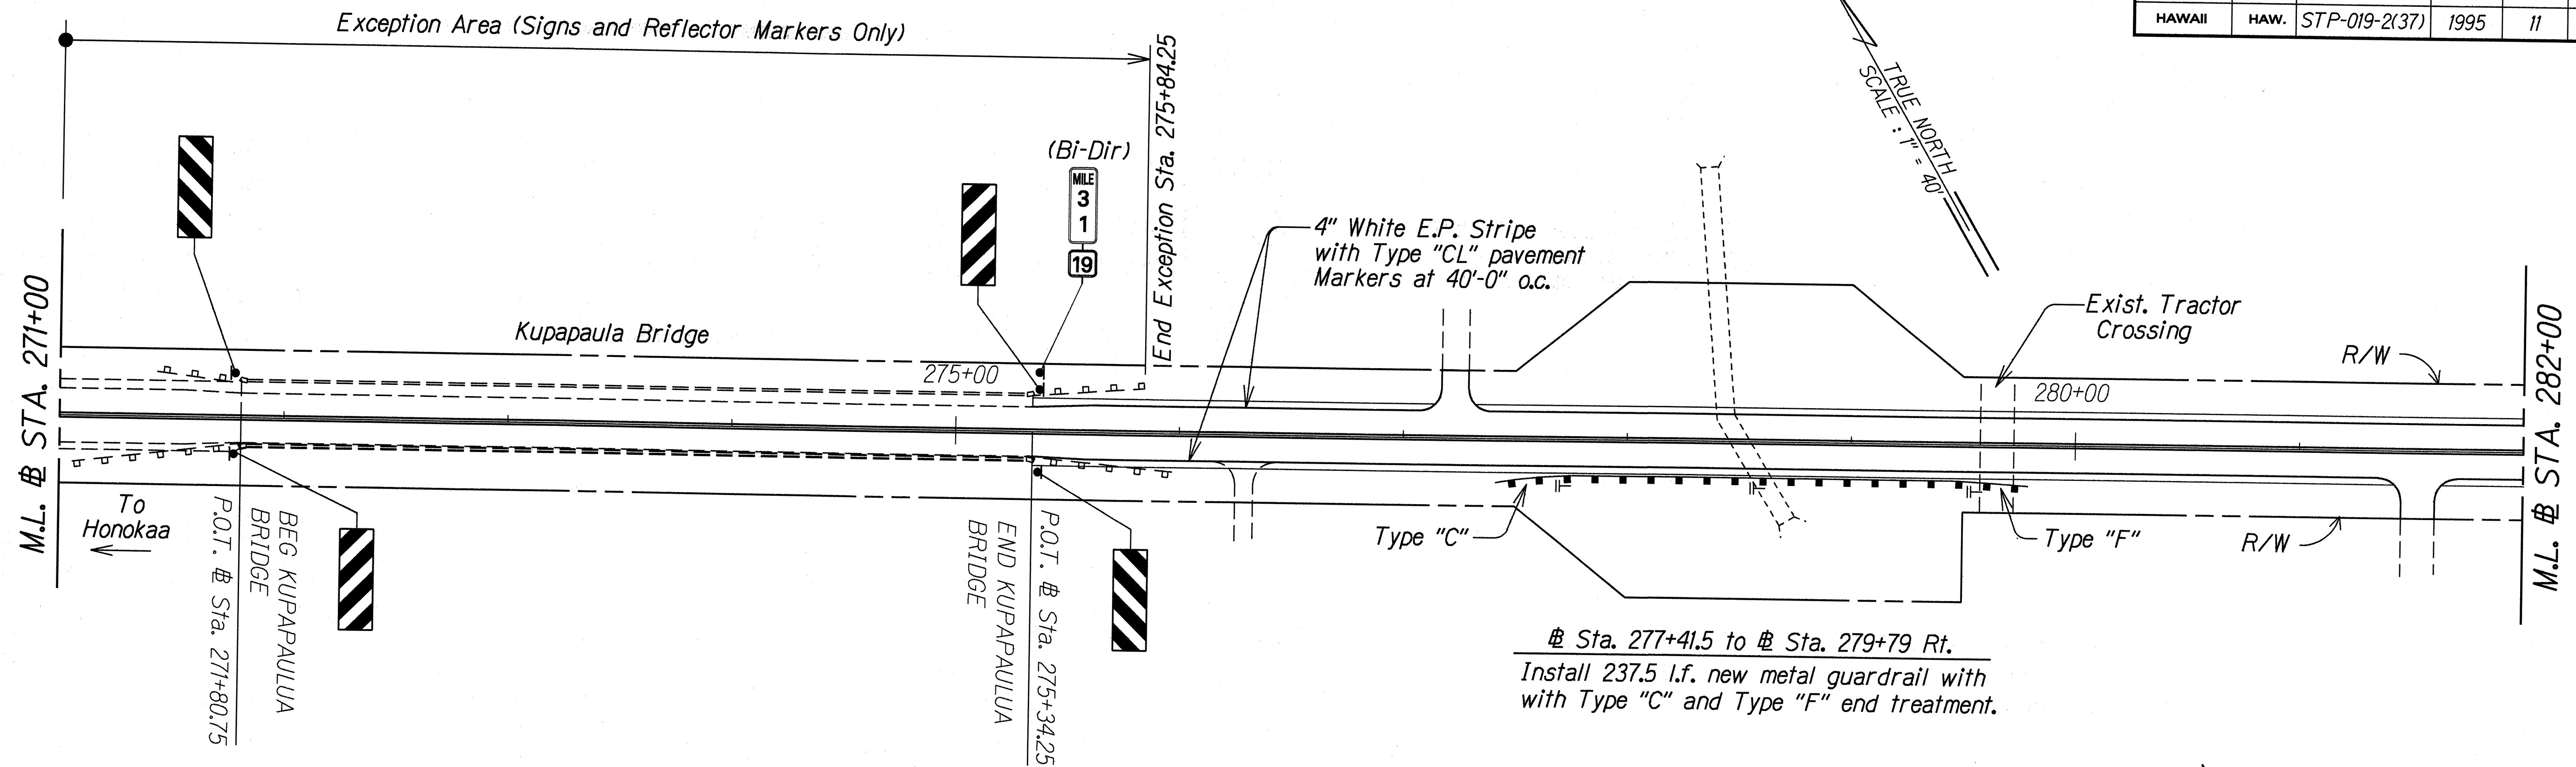 Exception Area (Signs and Reflector Markers Only)
HAWAII HAW. STP-019-2(37) 1995 11
TRUE NORTH
SCALE : 1" = 40'
End Exception Sta. 275+84.25
(Bi-Dir)
MILE
3
1
19
4" White E.P. Stripe
with Type "CL" pavement
Markers at 40'-0" o.c.
Exist. Tractor
Crossing
R/W
Kupapaula Bridge
275+00
280+00
M.L. ⅊ STA. 271+00
M.L. ⅊ STA. 282+00
To
Honokaa
P.O.T. ⅊ Sta. 271+80.75
BEG KUPAPAULUA
BRIDGE
P.O.T. ⅊ Sta. 275+34.25
END KUPAPAULUA
BRIDGE
Type "C"
Type "F"
R/W
⅊ Sta. 277+41.5 to ⅊ Sta. 279+79 Rt.
Install 237.5 l.f. new metal guardrail with
with Type "C" and Type "F" end treatment.